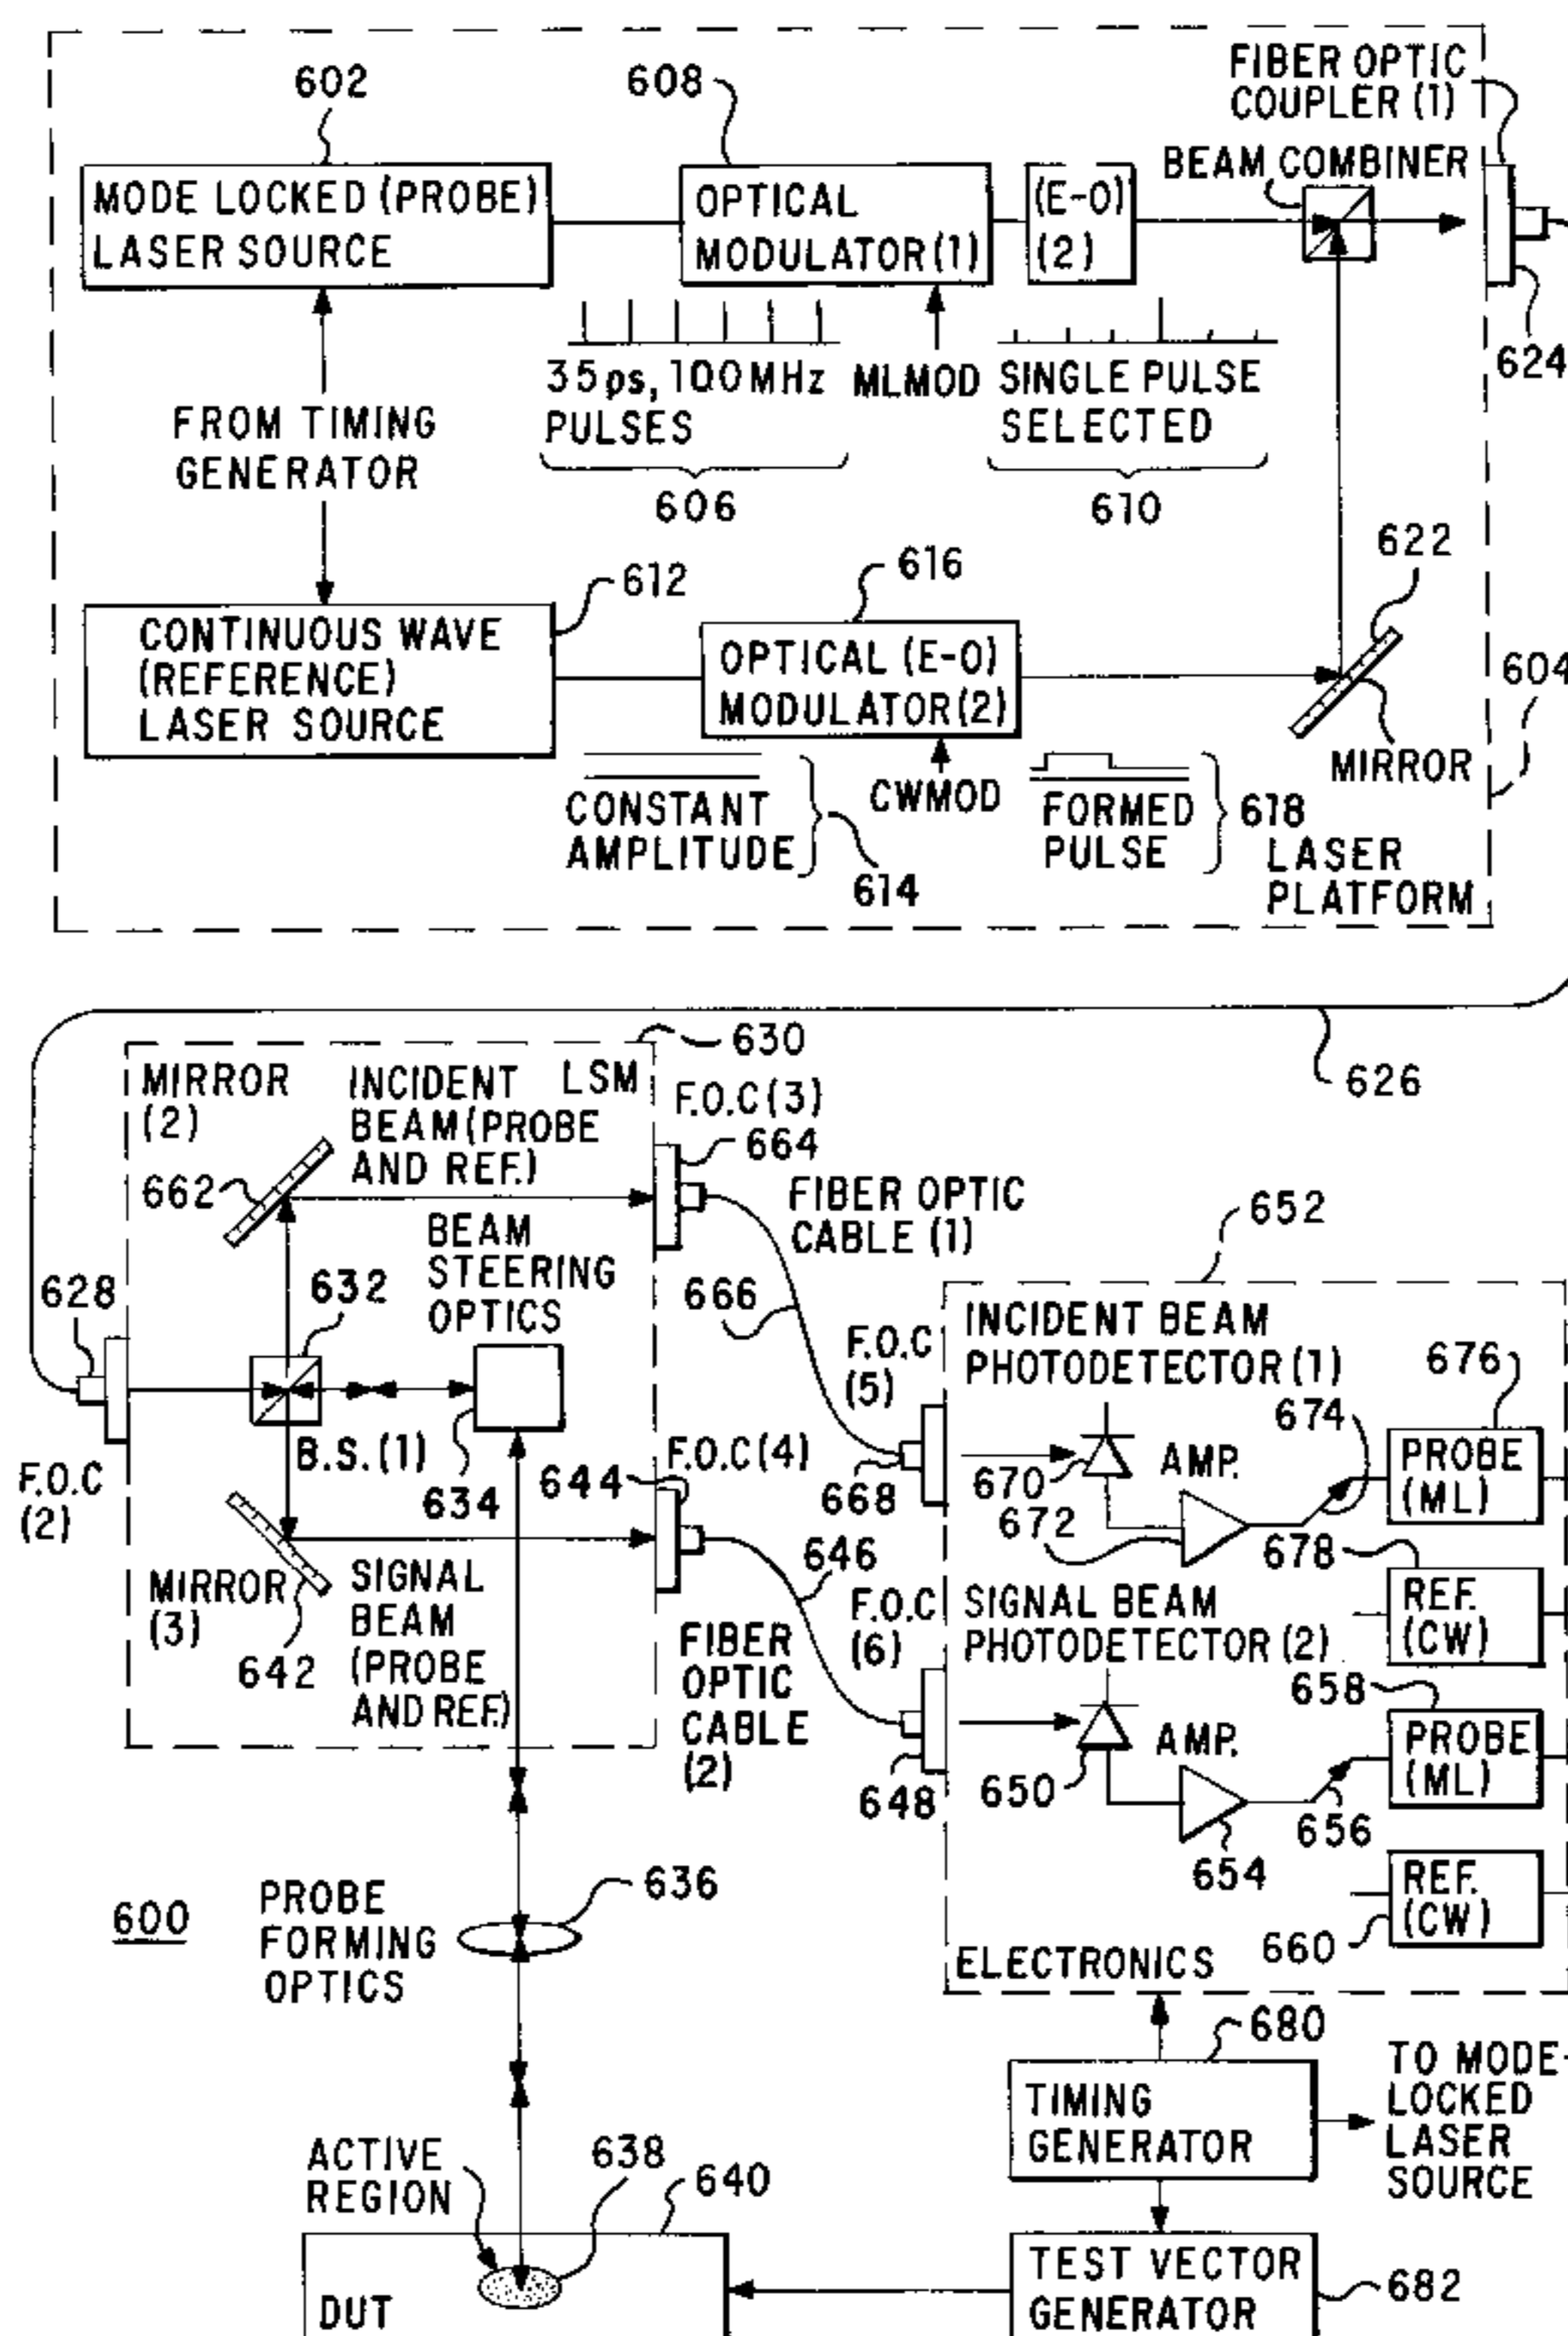 602
608
FIBER OPTIC
COUPLER (1)
BEAM COMBINER
MODE LOCKED (PROBE)
LASER SOURCE
OPTICAL
MODULATOR (1)
(E-O)
(2)
624
35ps, 100MHz
PULSES
MLMOD
SINGLE PULSE
SELECTED
606
610
FROM TIMING
GENERATOR
612
616
622
604
CONTINUOUS WAVE
(REFERENCE)
LASER SOURCE
OPTICAL (E-O)
MODULATOR (2)
MIRROR
CONSTANT
AMPLITUDE
614
CWMOD
FORMED
PULSE
618
LASER
PLATFORM
630
626
MIRROR
(2)
INCIDENT
BEAM (PROBE
AND REF.)
LSM
F.O.C (3)
664
662
FIBER OPTIC
CABLE (1)
652
BEAM
STEERING
OPTICS
628
632
666
F.O.C
(5)
INCIDENT BEAM
PHOTODETECTOR (1)
676
674
F.O.C
(2)
B.S. (1)
634
644
F.O.C (4)
668
670
AMP.
672
PROBE
(ML)
678
646
MIRROR
(3)
642
SIGNAL
BEAM
(PROBE
AND REF.)
FIBER
OPTIC
CABLE
(2)
F.O.C
(6)
SIGNAL BEAM
PHOTODETECTOR (2)
REF.
(CW)
658
648
650
AMP.
654
656
PROBE
(ML)
600
PROBE
FORMING
OPTICS
636
REF.
(CW)
660
ELECTRONICS
680
TIMING
GENERATOR
TO MODE-
LOCKED
LASER
SOURCE
ACTIVE
REGION
638
640
DUT
TEST VECTOR
GENERATOR
682